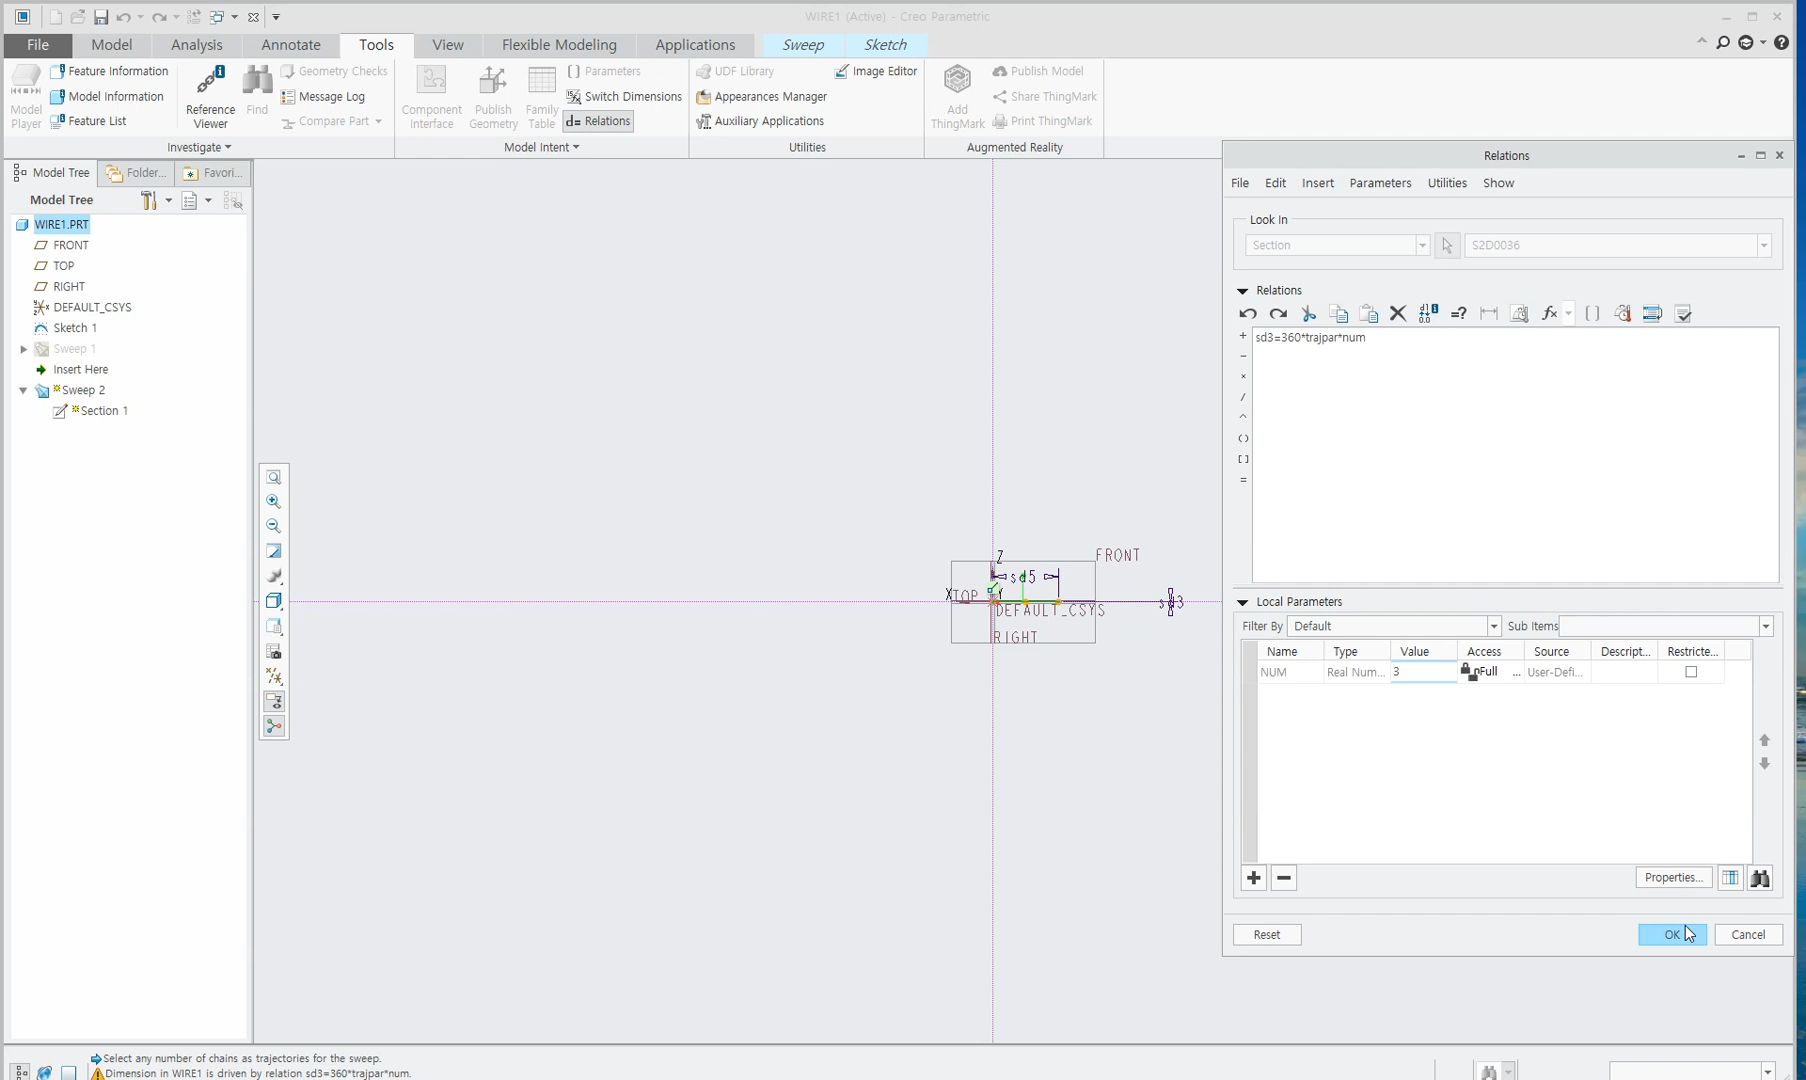 WIRE1 (Active) - Creo Parametric
File Model Analysis Annotate Tools View Flexible Modeling Applications Sweep Sketch
Model Player
Feature Information
Model Information
Feature List
Reference Viewer
Find
Geometry Checks
Message Log
Compare Part
Investigate
Component Interface
Publish Geometry
Family Table
Parameters
Switch Dimensions
d= Relations
Model Intent
UDF Library
Appearances Manager
Auxiliary Applications
Image Editor
Utilities
Add ThingMark
Publish Model
Share ThingMark
Print ThingMark
Augmented Reality
Model Tree Folder... Favori...
Model Tree
WIRE1.PRT
FRONT
TOP
RIGHT
DEFAULT_CSYS
Sketch 1
Sweep 1
Insert Here
Sweep 2
Section 1
Z
FRONT
sd5
X TOP Y
DEFAULT_CSYS
RIGHT
Relations
File Edit Insert Parameters Utilities Show
Look In
Section S2D0036
Relations
sd3=360*trajpar*num
Local Parameters
Filter By Default Sub Items
Name Type Value Access Source Descript... Restricte...
NUM Real Num... 3 Full ... User-Defi...
Properties...
Reset OK Cancel
Select any number of chains as trajectories for the sweep.
Dimension in WIRE1 is driven by relation sd3=360*trajpar*num.